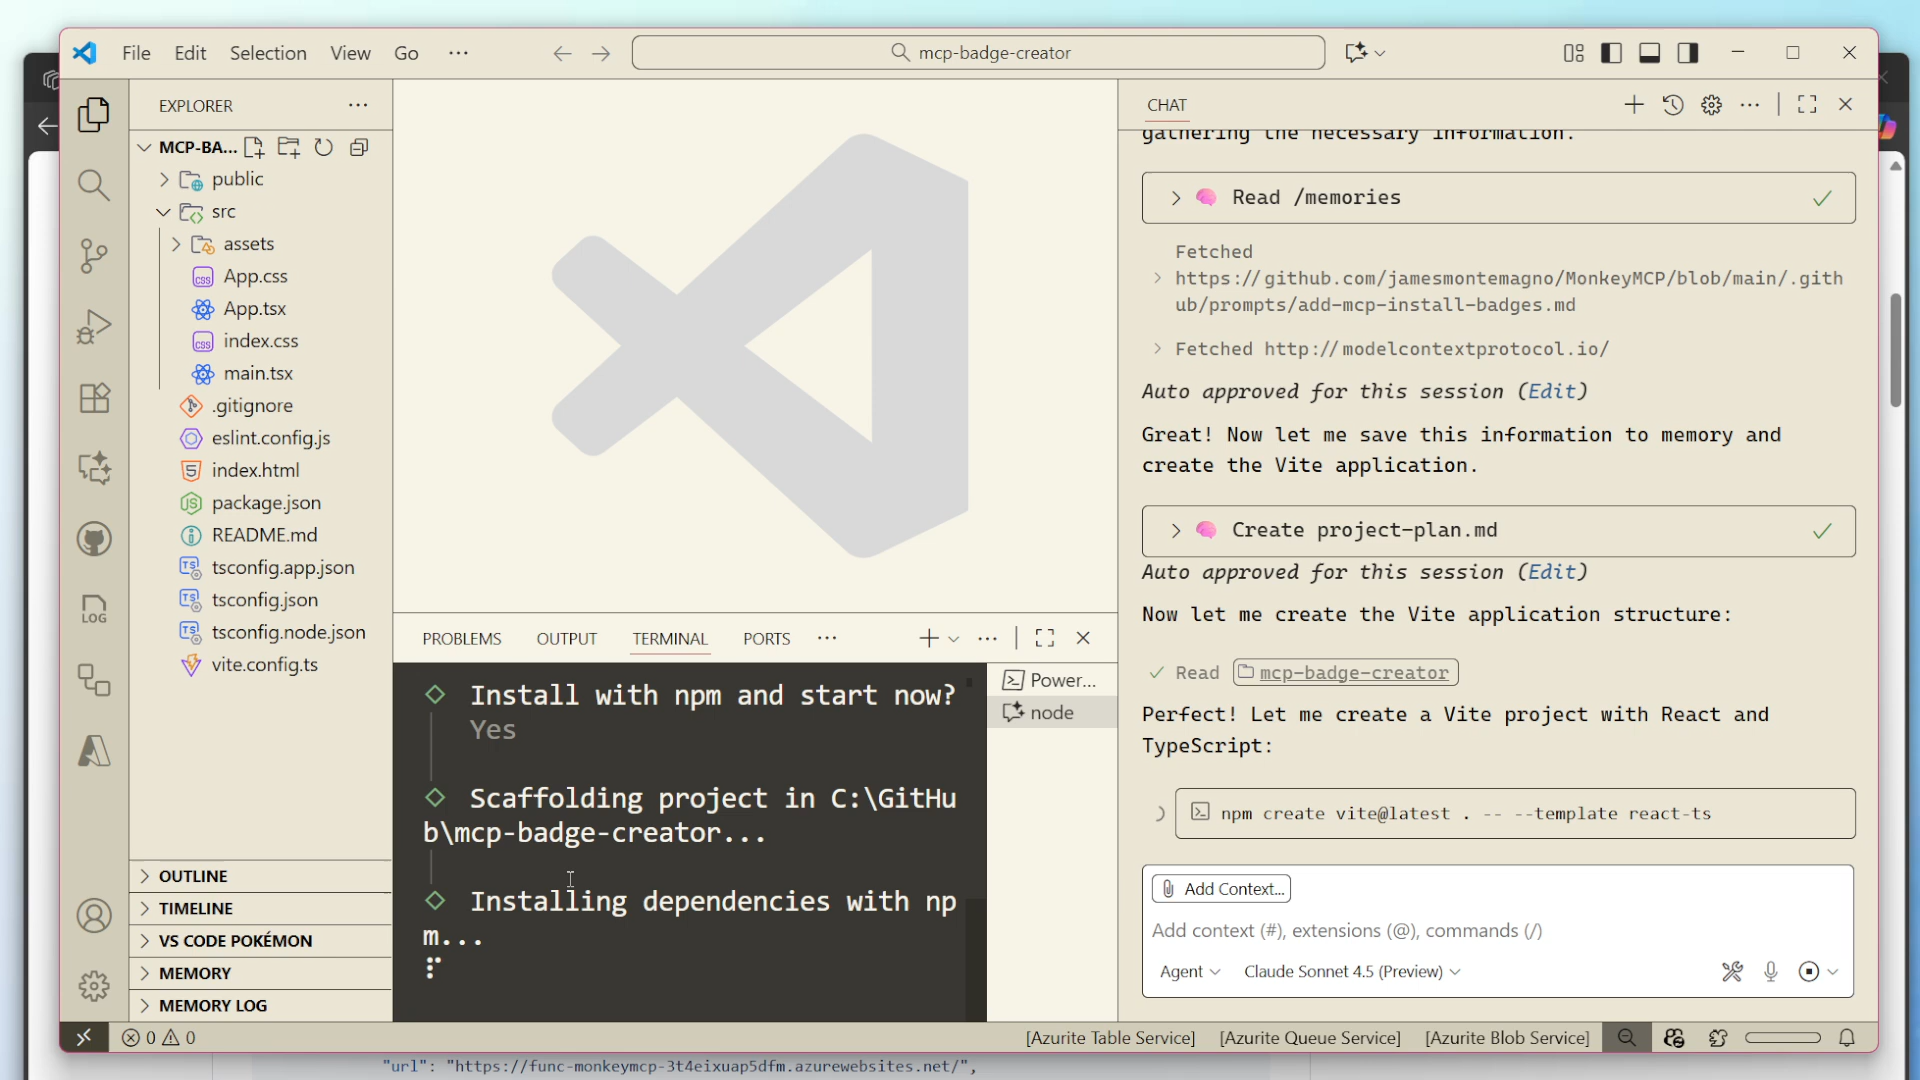 File Edit Selection View Go ···
mcp-badge-creator
EXPLORER
MCP-BA...
public
src
assets
App.css
App.tsx
index.css
main.tsx
.gitignore
eslint.config.js
index.html
package.json
README.md
tsconfig.app.json
tsconfig.json
tsconfig.node.json
vite.config.ts
OUTLINE
TIMELINE
VS CODE POKÉMON
MEMORY
MEMORY LOG
PROBLEMS OUTPUT TERMINAL PORTS ···
Install with npm and start now?
Yes
Scaffolding project in C:\GitHu
b\mcp-badge-creator...
Installing dependencies with np
m...
Power...
node
CHAT
gathering the necessary information.
Read /memories
Fetched
https://github.com/jamesmontemagno/MonkeyMCP/blob/main/.gith
ub/prompts/add-mcp-install-badges.md
Fetched http://modelcontextprotocol.io/
Auto approved for this session (Edit)
Great! Now let me save this information to memory and
create the Vite application.
Create project-plan.md
Auto approved for this session (Edit)
Now let me create the Vite application structure:
Read mcp-badge-creator
Perfect! Let me create a Vite project with React and
TypeScript:
npm create vite@latest . -- --template react-ts
Add Context...
Add context (#), extensions (@), commands (/)
Agent Claude Sonnet 4.5 (Preview)
0 0
[Azurite Table Service] [Azurite Queue Service] [Azurite Blob Service]
"url": "https://func-monkeymcp-3t4eixuap5dfm.azurewebsites.net/",